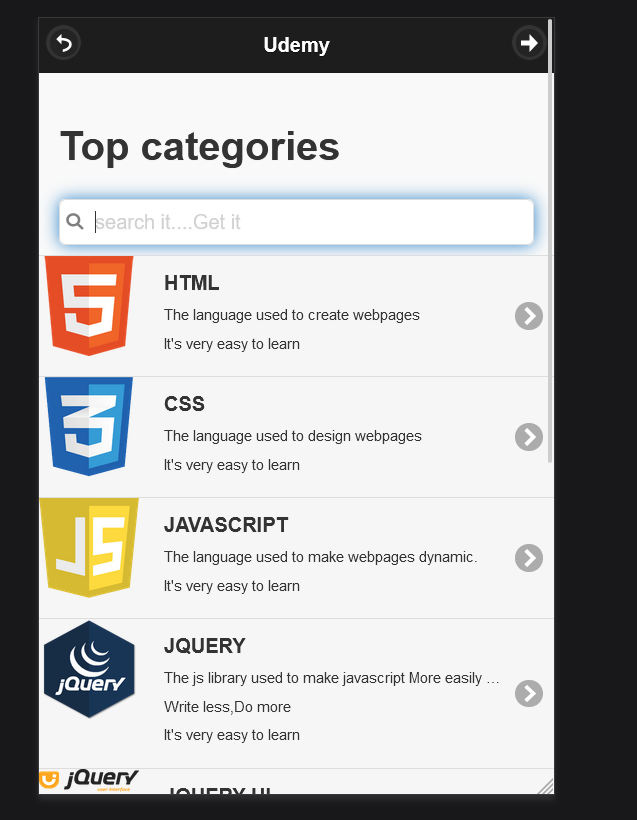 Udemy
Top categories
search it....Get it
HTML
The language used to create webpages
It's very easy to learn
CSS
The language used to design webpages
It's very easy to learn
JS
JAVASCRIPT
The language used to make webpages dynamic.
It's very easy to learn
jQuery
JQUERY
The js library used to make javascript More easily ...
Write less,Do more
It's very easy to learn
jQuery
user interface
JQUERY UI